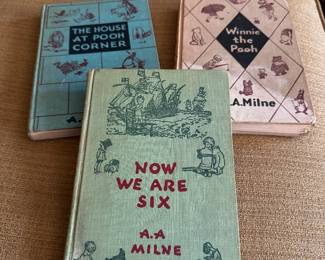 THE HOUSE
AT POOH
CORNER
A.
Winnie
the
Pooh
A.A.Milne
NOW
WE ARE
SIX
A.A
MILNE